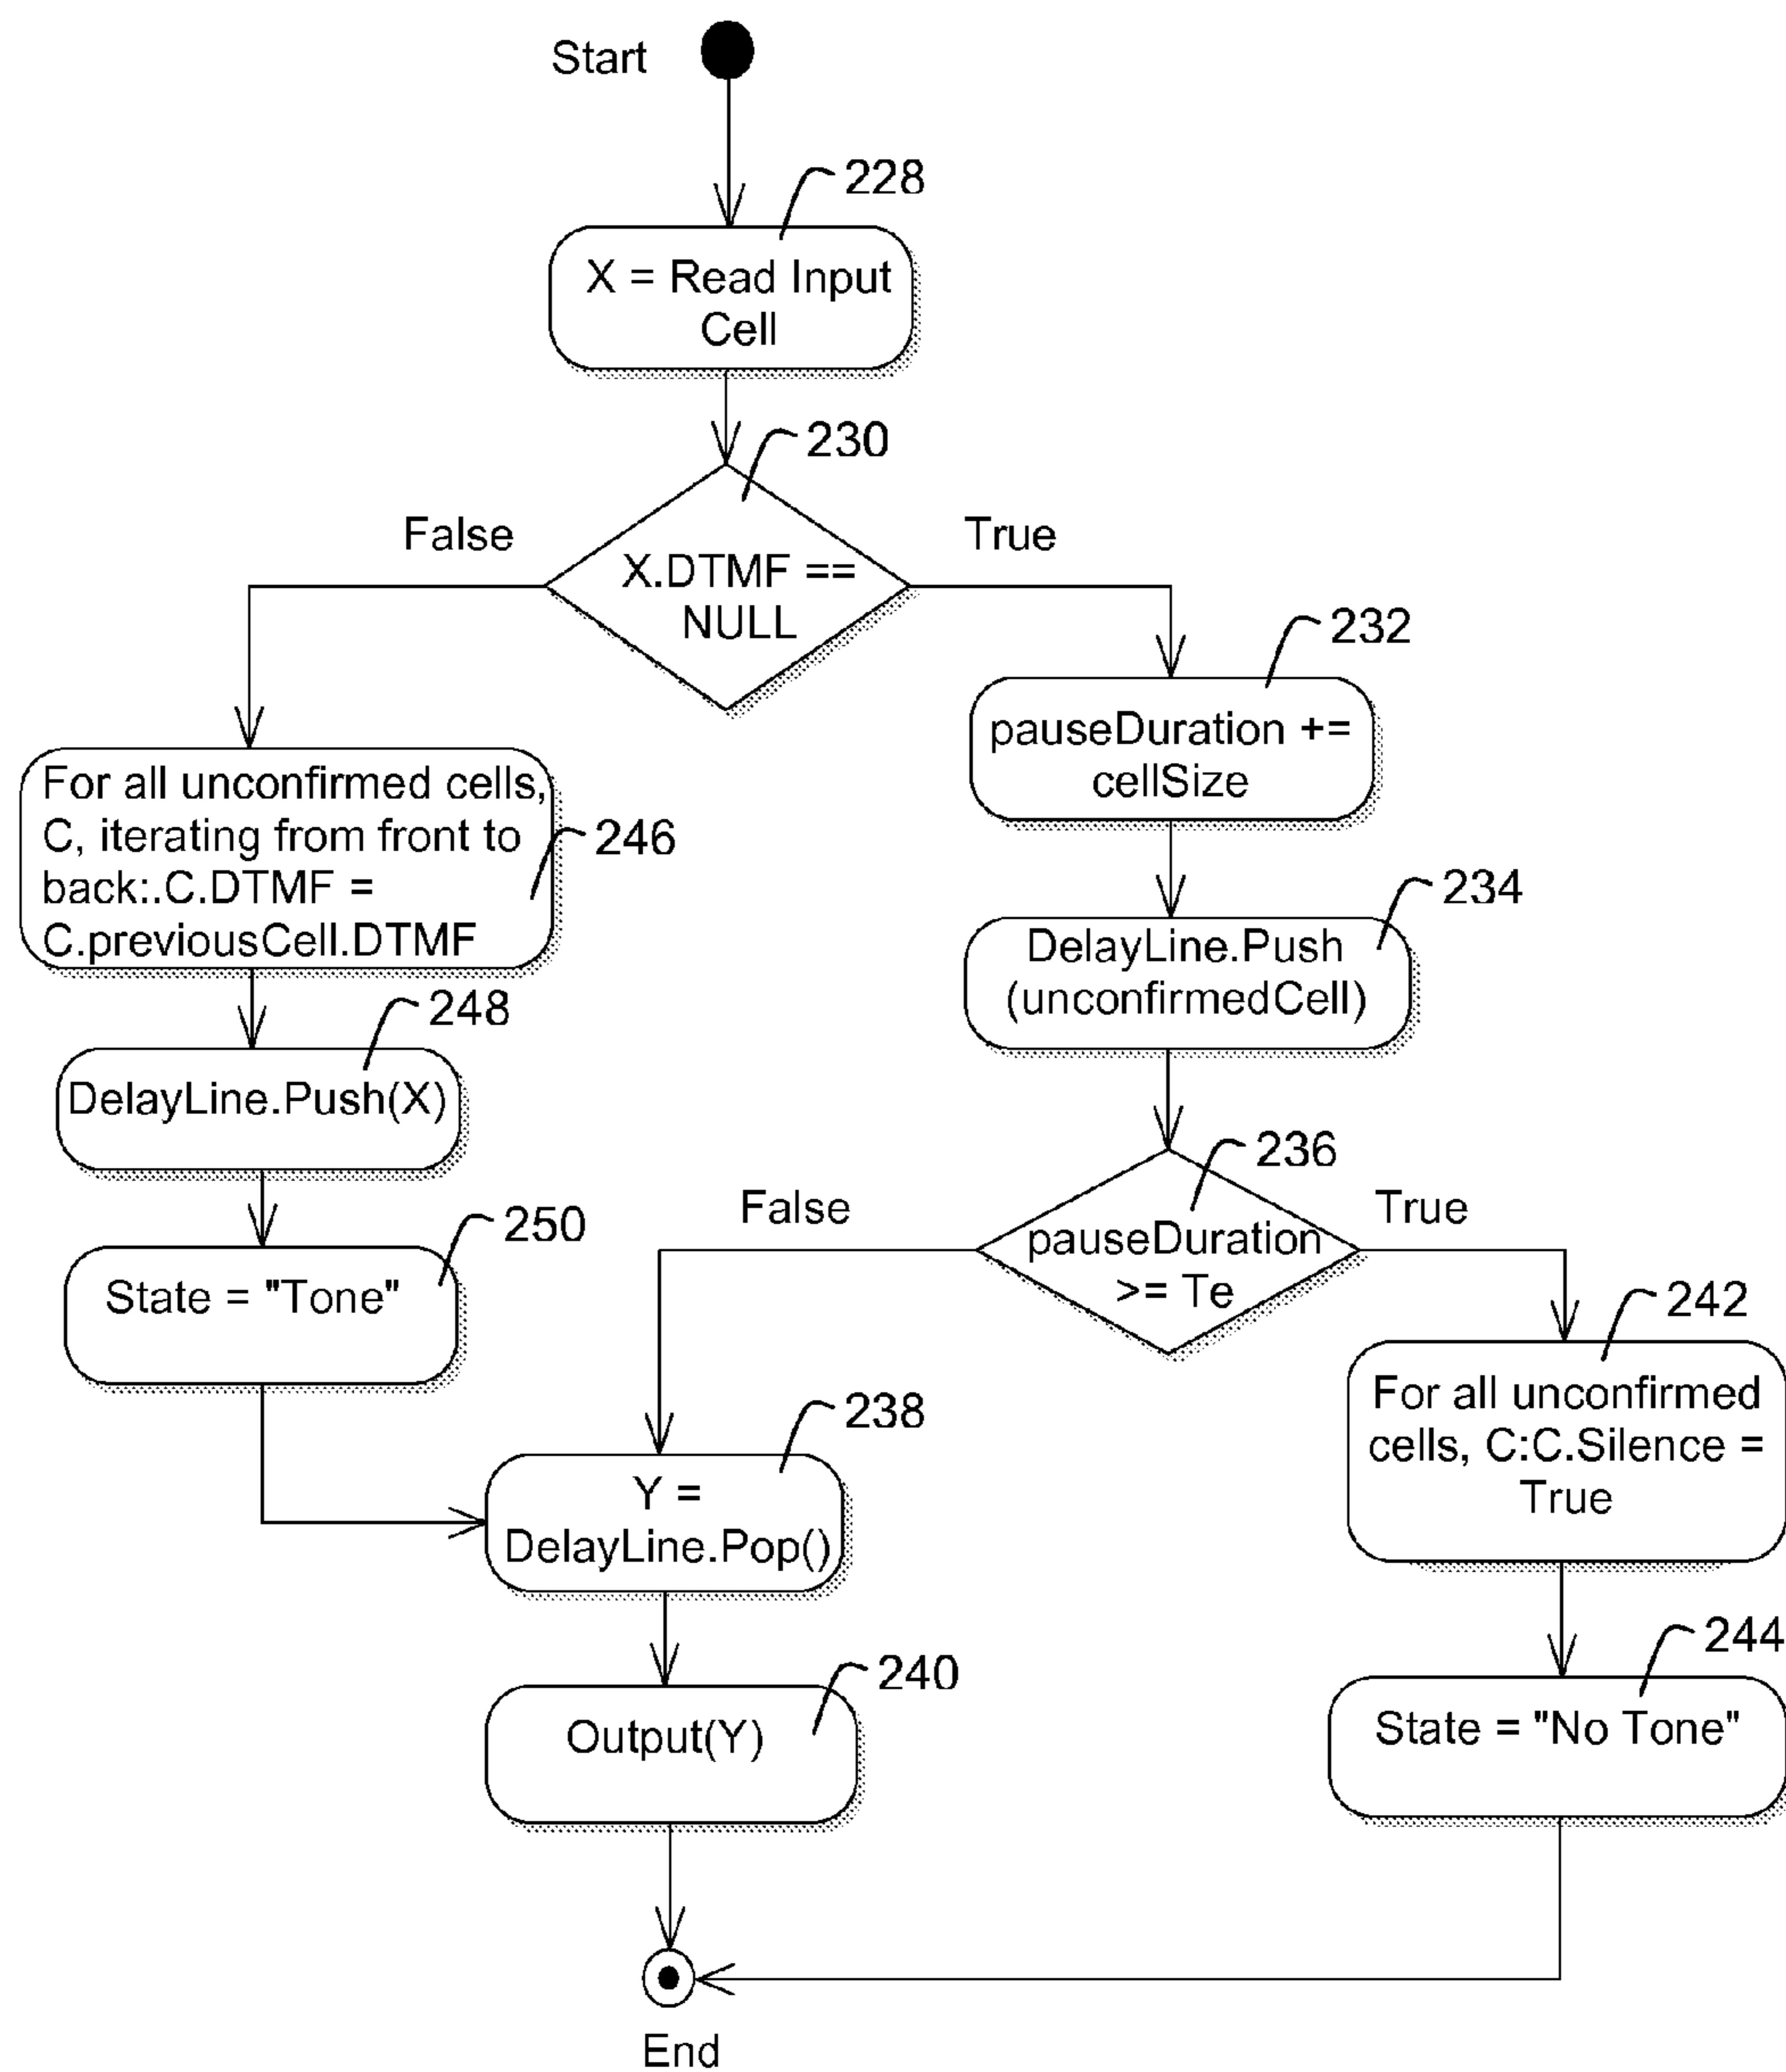 Start
228
X = Read Input
Cell
230
False
True
X.DTMF ==
NULL
232
pauseDuration +=
cellSize
For all unconfirmed cells,
C, iterating from front to
back:.C.DTMF =
C.previousCell.DTMF
246
234
DelayLine.Push
(unconfirmedCell)
248
DelayLine.Push(X)
236
False
True
pauseDuration
>= Te
250
State = "Tone"
242
For all unconfirmed
cells, C:C.Silence =
True
238
Y =
DelayLine.Pop()
244
State = "No Tone"
240
Output(Y)
End